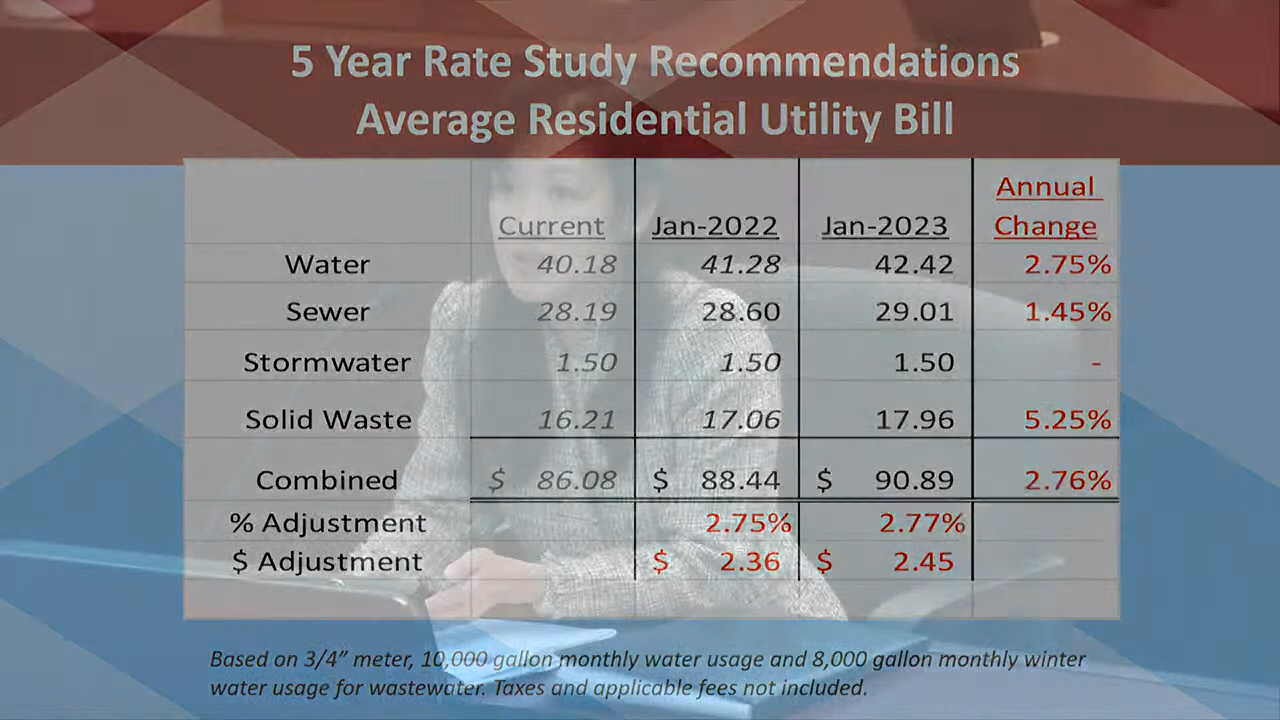 5 Year Rate Study Recommendations
Average Residential Utility Bill
Current Jan-2022 Jan-2023 Annual Change
Water 40.18 41.28 42.42 2.75%
Sewer 28.19 28.60 29.01 1.45%
Stormwater 1.50 1.50 1.50 -
Solid Waste 16.21 17.06 17.96 5.25%
Combined $ 86.08 $ 88.44 $ 90.89 2.76%
% Adjustment 2.75% 2.77%
$ Adjustment $ 2.36 $ 2.45
Based on 3/4" meter, 10,000 gallon monthly water usage and 8,000 gallon monthly winter
water usage for wastewater. Taxes and applicable fees not included.